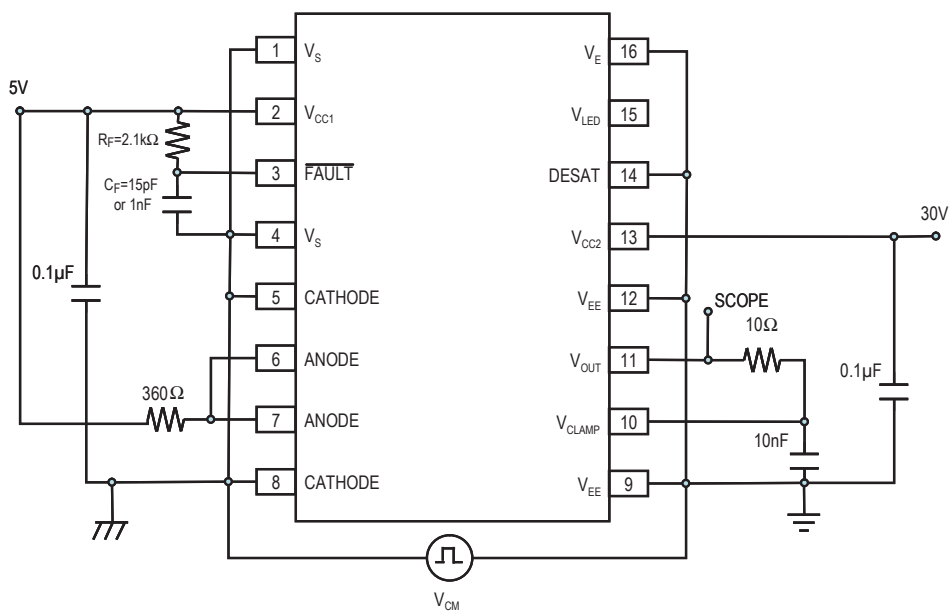 1 V_S V_E 16
5V
2 V_CC1 V_LED 15
R_F=2.1kΩ
3 FAULT DESAT 14
C_F=15pF
or 1nF
30V
4 V_S V_CC2 13
0.1µF
5 CATHODE V_EE 12
SCOPE
10Ω
6 ANODE V_OUT 11
360Ω
0.1µF
7 ANODE V_CLAMP 10
10nF
8 CATHODE V_EE 9
V_CM